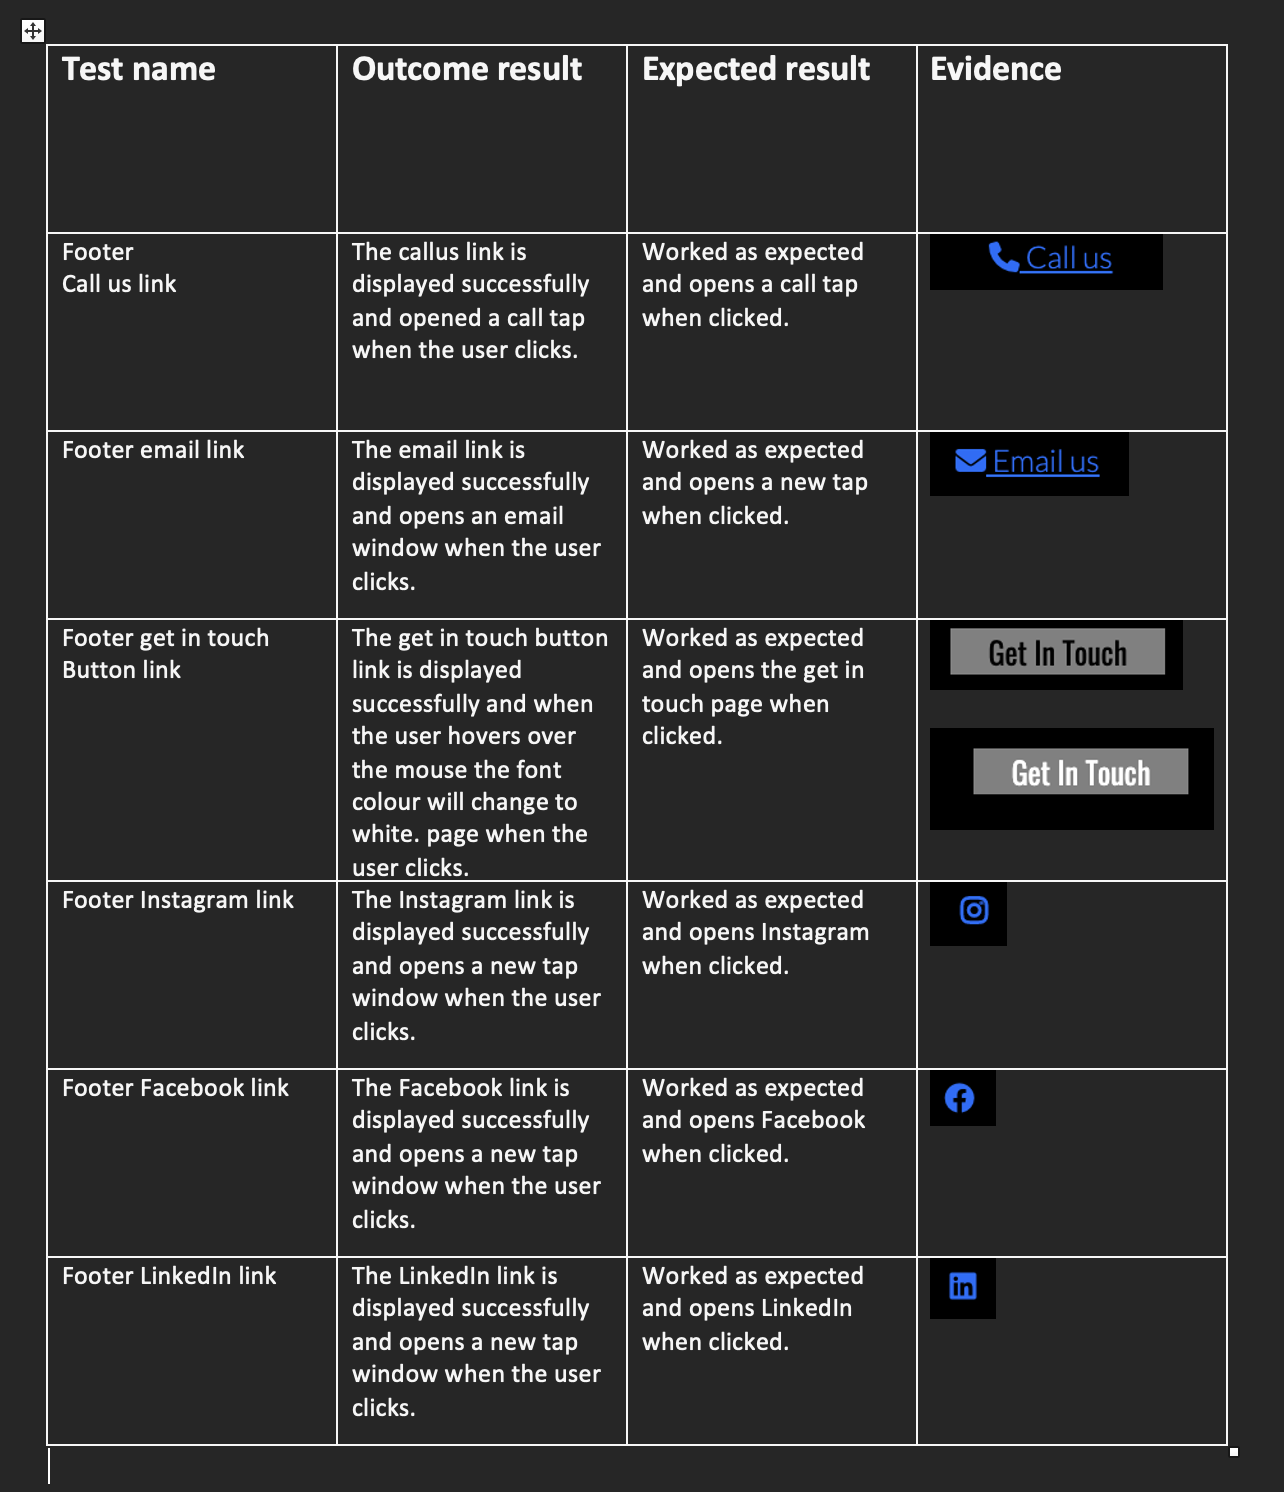 Test name
Outcome result
Expected result
Evidence
Footer
Call us link
The callus link is
displayed successfully
and opened a call tap
when the user clicks.
Worked as expected
and opens a call tap
when clicked.
Call us
Footer email link
The email link is
displayed successfully
and opens an email
window when the user
clicks.
Worked as expected
and opens a new tap
when clicked.
Email us
Footer get in touch
Button link
The get in touch button
link is displayed
successfully and when
the user hovers over
the mouse the font
colour will change to
white. page when the
user clicks.
Worked as expected
and opens the get in
touch page when
clicked.
Get In Touch
Get In Touch
Footer Instagram link
The Instagram link is
displayed successfully
and opens a new tap
window when the user
clicks.
Worked as expected
and opens Instagram
when clicked.
Footer Facebook link
The Facebook link is
displayed successfully
and opens a new tap
window when the user
clicks.
Worked as expected
and opens Facebook
when clicked.
Footer LinkedIn link
The LinkedIn link is
displayed successfully
and opens a new tap
window when the user
clicks.
Worked as expected
and opens LinkedIn
when clicked.
in